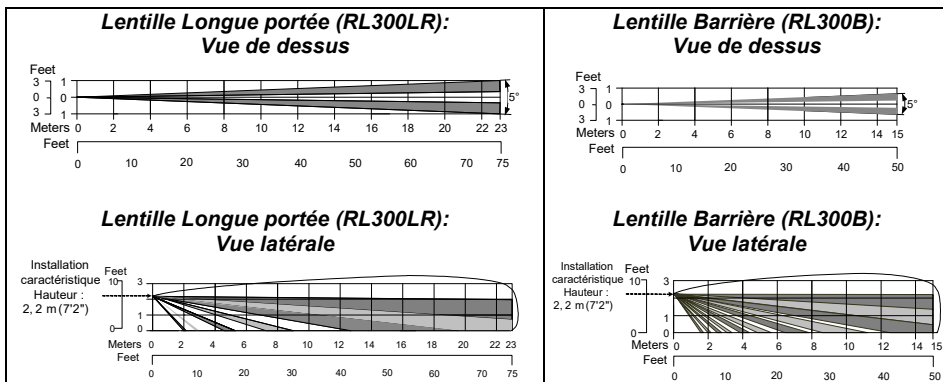 Lentille Longue portée (RL300LR):
Vue de dessus
Feet
3 1
0 0
3 1
5°
Meters 0 2 4 6 8 10 12 14 16 18 20 22 23
Feet
0 10 20 30 40 50 60 70 75
Lentille Barrière (RL300B):
Vue de dessus
Feet
3 1
0 0
3 1
5°
Meters 0 2 4 6 8 10 12 14 15
Feet
0 10 20 30 40 50
Lentille Longue portée (RL300LR):
Vue latérale
Installation
caractéristique
Hauteur :
2, 2 m (7'2")
Feet
10 3
1
0 0
Meters 0 2 4 6 8 10 12 14 16 18 20 22 23
Feet
0 10 20 30 40 50 60 70 75
Lentille Barrière (RL300B):
Vue latérale
Installation
caractéristique
Hauteur :
2, 2 m (7'2")
Feet
10 3
1
0 0
Meters 0 2 4 6 8 10 12 14 15
Feet
0 10 20 30 40 50